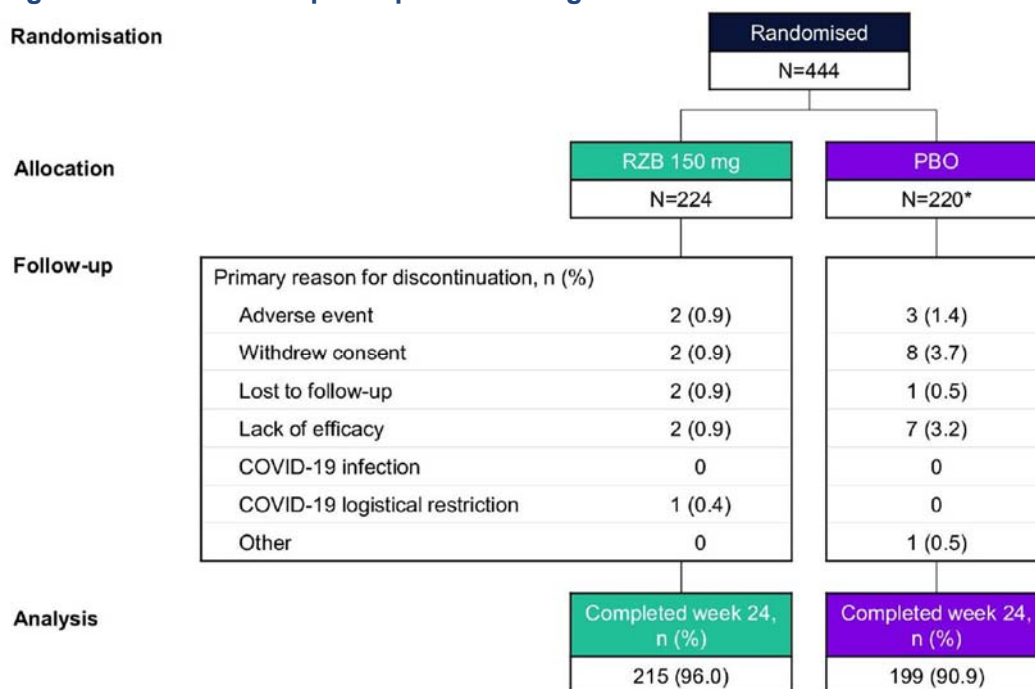 Randomisation
Randomised
N=444
Allocation
RZB 150 mg
PBO
N=224
N=220*
Follow-up
Primary reason for discontinuation, n (%)
Adverse event 2 (0.9) 3 (1.4)
Withdrew consent 2 (0.9) 8 (3.7)
Lost to follow-up 2 (0.9) 1 (0.5)
Lack of efficacy 2 (0.9) 7 (3.2)
COVID-19 infection 0 0
COVID-19 logistical restriction 1 (0.4) 0
Other 0 1 (0.5)
Analysis
Completed week 24,
n (%)
Completed week 24,
n (%)
215 (96.0)
199 (90.9)